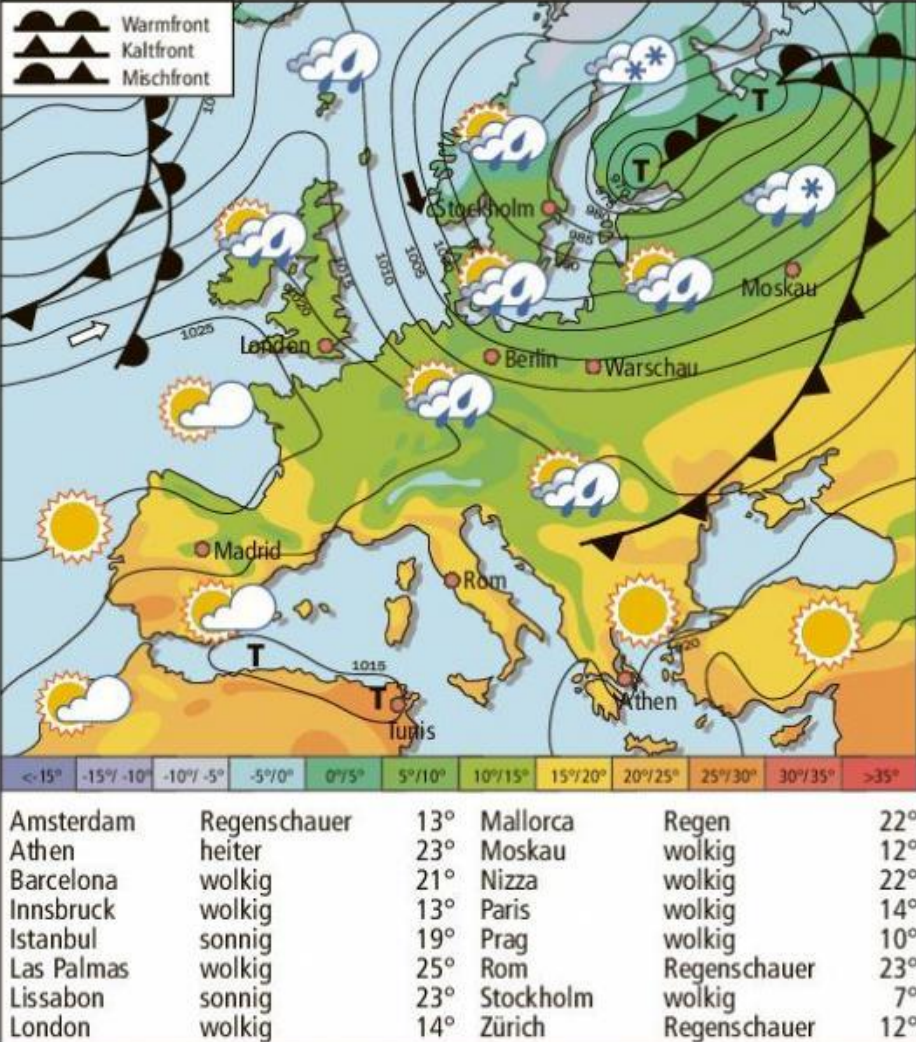 Warmfront
Kaltfront
Mischfront
T
T
975
980
985
Stockholm
1015
1010
1005
Moskau
1020
1025
London
Berlin
Warschau
Madrid
Rom
T
1015
T
Tunis
1020
Athen
<-15° -15°/ -10° -10°/ -5° -5°/0° 0°/5° 5°/10° 10°/15° 15°/20° 20°/25° 25°/30° 30°/35° >35°
Amsterdam Regenschauer 13° Mallorca Regen 22°
Athen heiter 23° Moskau wolkig 12°
Barcelona wolkig 21° Nizza wolkig 22°
Innsbruck wolkig 13° Paris wolkig 14°
Istanbul sonnig 19° Prag wolkig 10°
Las Palmas wolkig 25° Rom Regenschauer 23°
Lissabon sonnig 23° Stockholm wolkig 7°
London wolkig 14° Zürich Regenschauer 12°